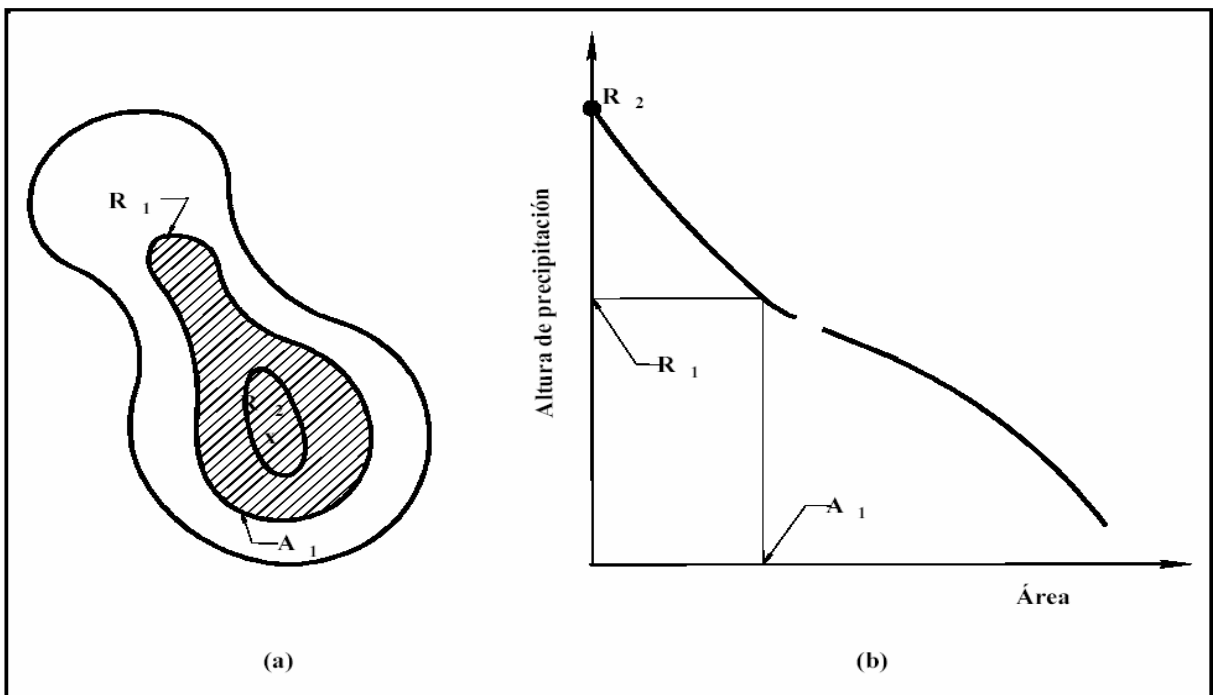 R 1
R 2
x
A 1
(a)
R 2
Altura de precipitación
R 1
A 1
Área
(b)